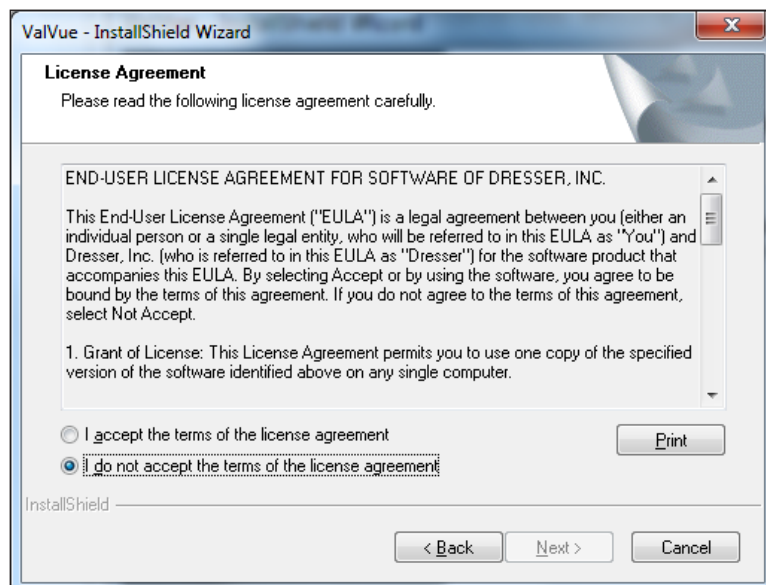 ValVue - InstallShield Wizard
License Agreement
Please read the following license agreement carefully.
END-USER LICENSE AGREEMENT FOR SOFTWARE OF DRESSER, INC.
This End-User License Agreement ("EULA") is a legal agreement between you (either an
individual person or a single legal entity, who will be referred to in this EULA as "You") and
Dresser, Inc. (who is referred to in this EULA as "Dresser") for the software product that
accompanies this EULA. By selecting Accept or by using the software, you agree to be
bound by the terms of this agreement. If you do not agree to the terms of this agreement,
select Not Accept.
1. Grant of License: This License Agreement permits you to use one copy of the specified
version of the software identified above on any single computer.
I accept the terms of the license agreement
Print
I do not accept the terms of the license agreement
InstallShield
< Back
Next >
Cancel